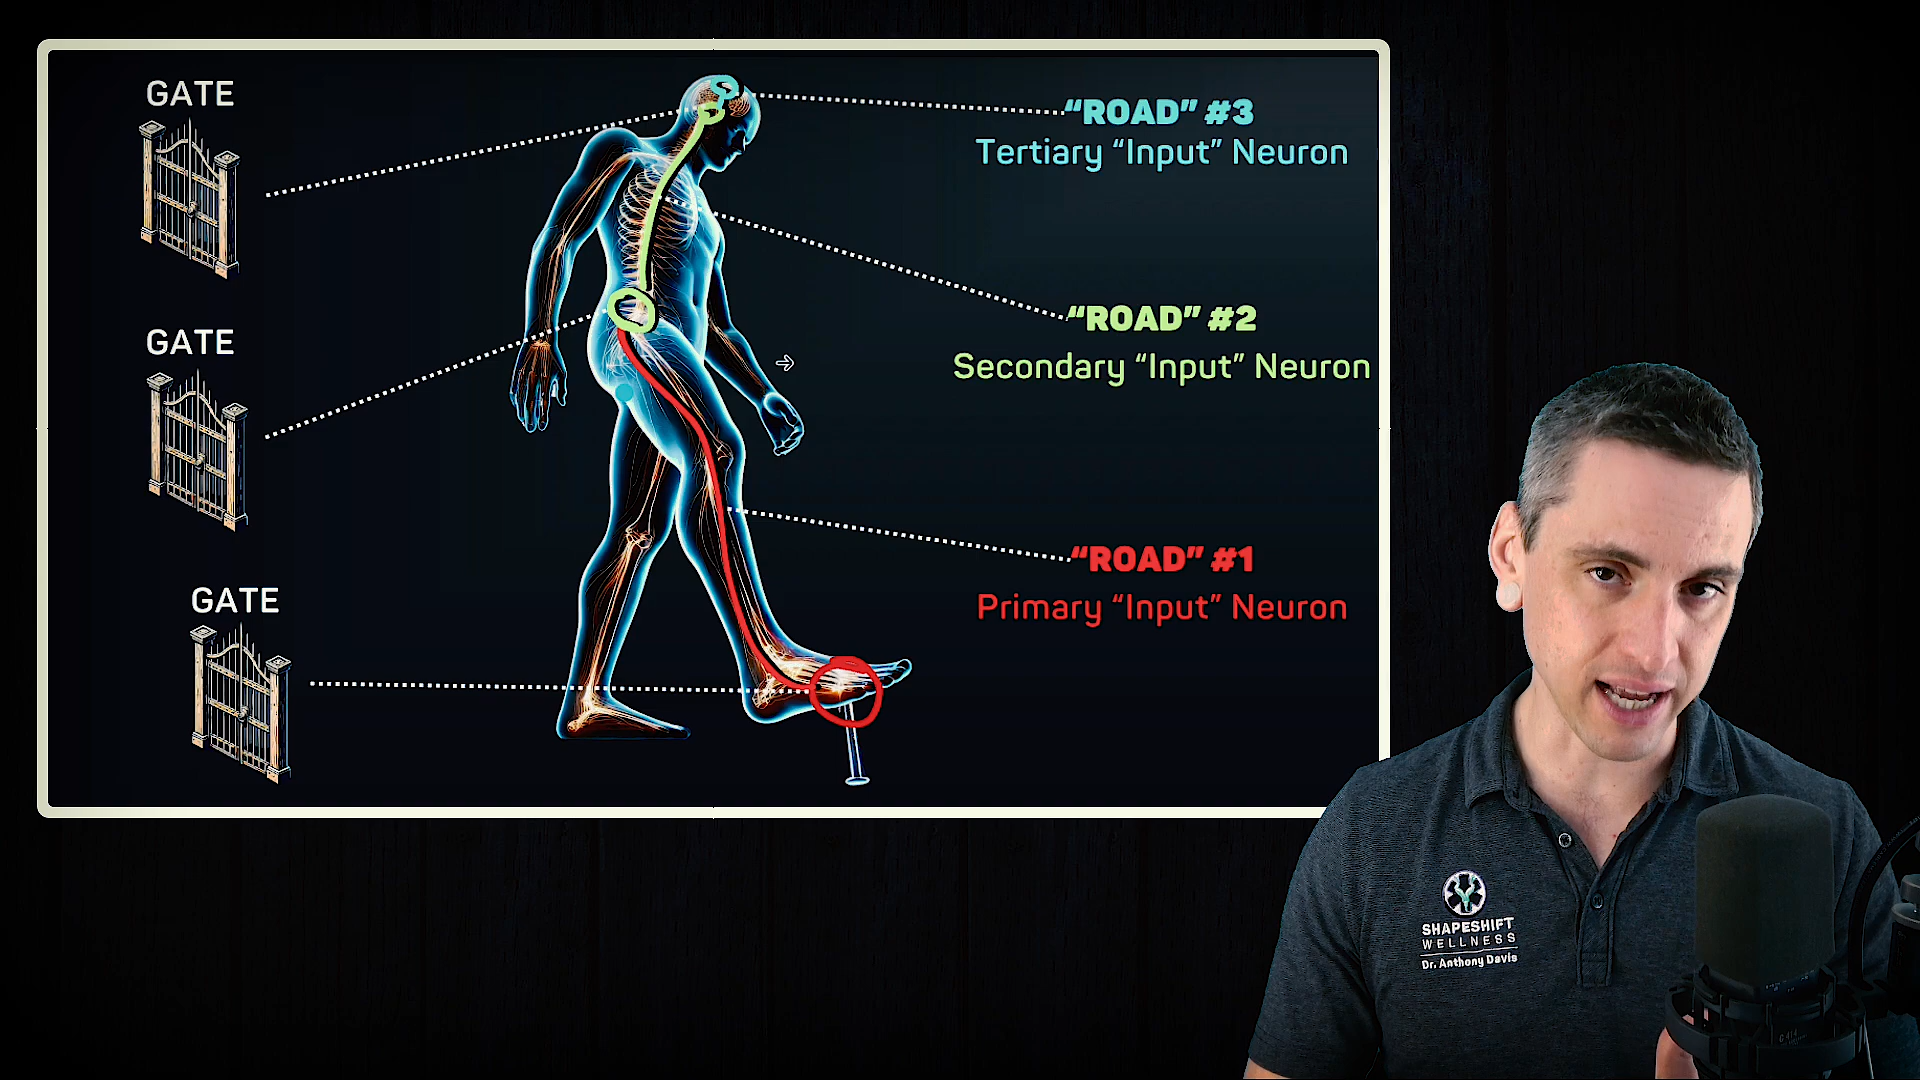 GATE
“ROAD” #3
Tertiary “Input” Neuron
GATE
“ROAD” #2
Secondary “Input” Neuron
GATE
“ROAD” #1
Primary “Input” Neuron
SHAPESHIFT
WELLNESS
Dr. Anthony Davis